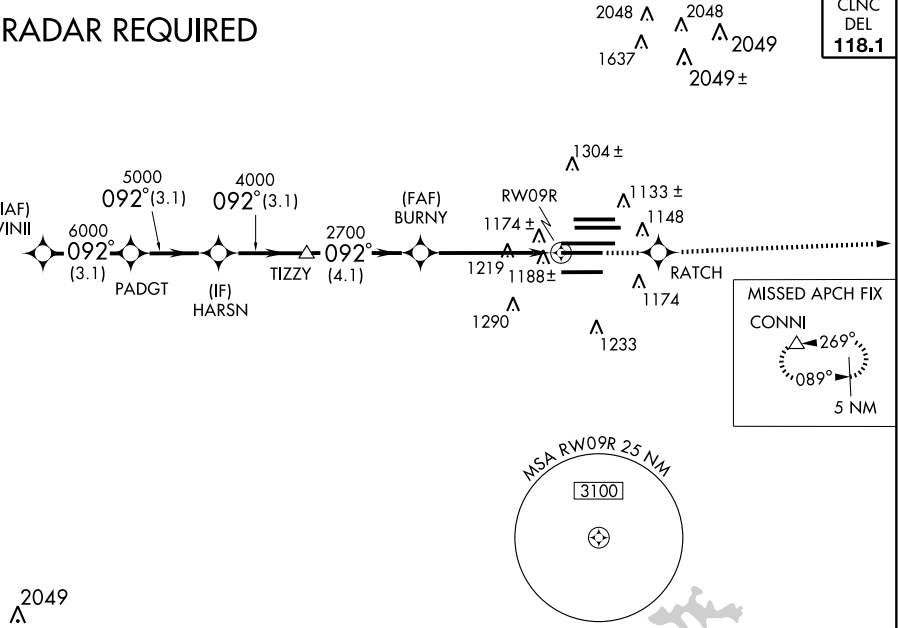 RADAR REQUIRED
CLNC
DEL
118.1
2048
2048
2049
1637
2049 ±
1304 ±
5000
092° (3.1)
4000
092° (3.1)
(FAF)
BURNY
RW09R
1133 ±
1148
1174 ±
6000
092°
(3.1)
2700
092°
(4.1)
PADGT
(IF)
HARSN
TIZZY
1219
1188 ±
RATCH
1174
1290
1233
MISSED APCH FIX
CONNI
269°
089°
5 NM
MSA RW09R 25 NM
3100
2049